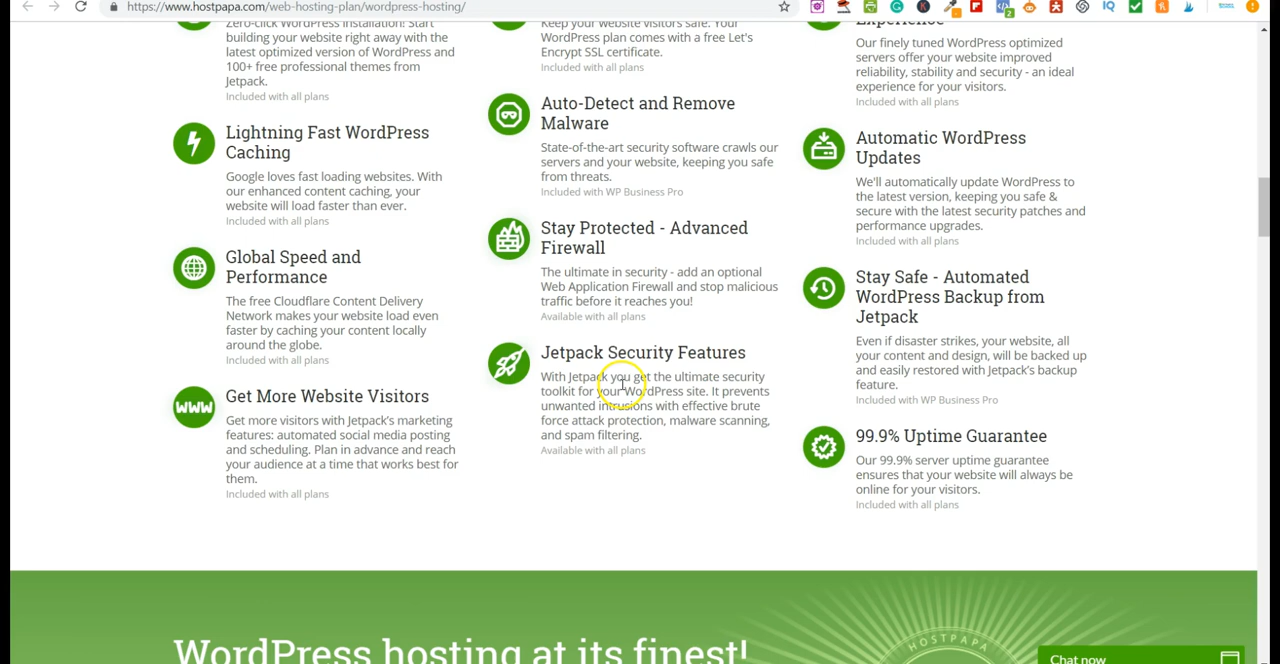 https://www.hostpapa.com/web-hosting-plan/wordpress-hosting/
Zero-click WordPress installation! Start
building your website right away with the
latest optimized version of WordPress and
100+ free professional themes from
Jetpack.
Included with all plans
Lightning Fast WordPress
Caching
Google loves fast loading websites. With
our enhanced content caching, your
website will load faster than ever.
Included with all plans
Global Speed and
Performance
The free Cloudflare Content Delivery
Network makes your website load even
faster by caching your content locally
around the globe.
Included with all plans
www
Get More Website Visitors
Get more visitors with Jetpack's marketing
features: automated social media posting
and scheduling. Plan in advance and reach
your audience at a time that works best for
them.
Included with all plans
Keep your website visitors safe. Your
WordPress plan comes with a free Let's
Encrypt SSL certificate.
Included with all plans
Auto-Detect and Remove
Malware
State-of-the-art security software crawls our
servers and your website, keeping you safe
from threats.
Included with WP Business Pro
Stay Protected - Advanced
Firewall
The ultimate in security - add an optional
Web Application Firewall and stop malicious
traffic before it reaches you!
Available with all plans
Jetpack Security Features
With Jetpack you get the ultimate security
toolkit for your WordPress site. It prevents
unwanted intrusions with effective brute
force attack protection, malware scanning,
and spam filtering.
Available with all plans
Experience
Our finely tuned WordPress optimized
servers offer your website improved
reliability, stability and security - an ideal
experience for your visitors.
Included with all plans
Automatic WordPress
Updates
We'll automatically update WordPress to
the latest version, keeping you safe &
secure with the latest security patches and
performance upgrades.
Included with all plans
Stay Safe - Automated
WordPress Backup from
Jetpack
Even if disaster strikes, your website, all
your content and design, will be backed up
and easily restored with Jetpack's backup
feature.
Included with WP Business Pro
99.9% Uptime Guarantee
Our 99.9% server uptime guarantee
ensures that your website will always be
online for your visitors.
Included with all plans
WordPress hosting at its finest!
HOSTPAPA
Chat now